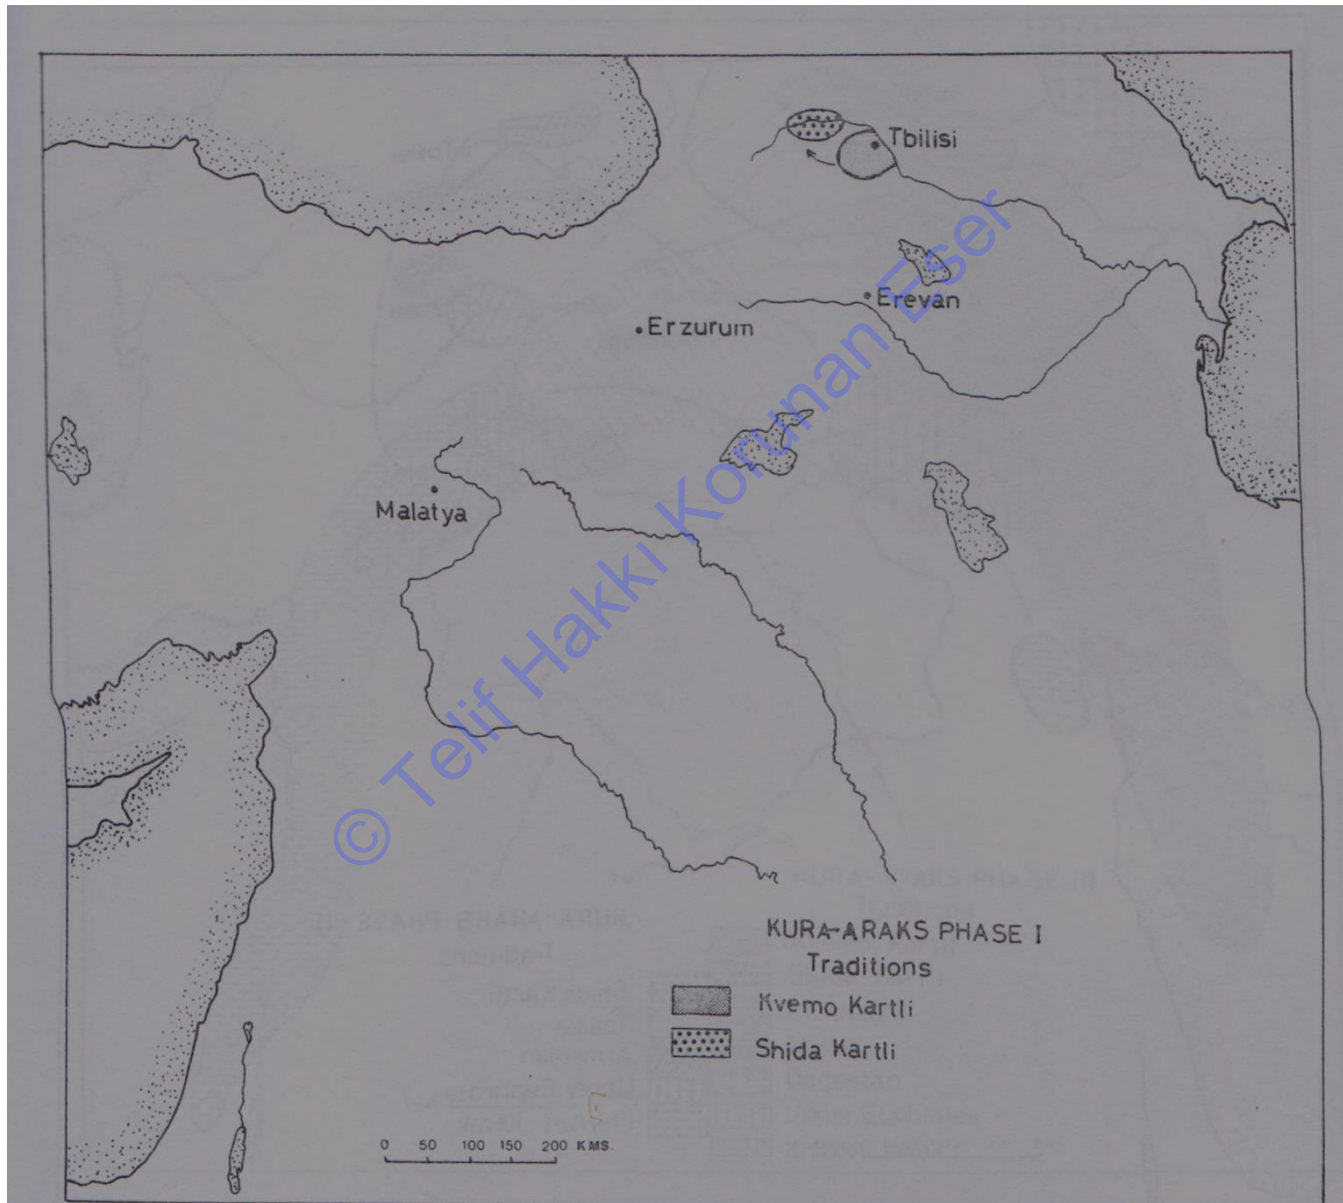 Tbilisi
Erevan
Erzurum
Malatya
© Telif Hakkı Korunan Eser
KURA-ARAKS PHASE I
Traditions
Kvemo Kartli
Shida Kartli
0 50 100 150 200 KMS.